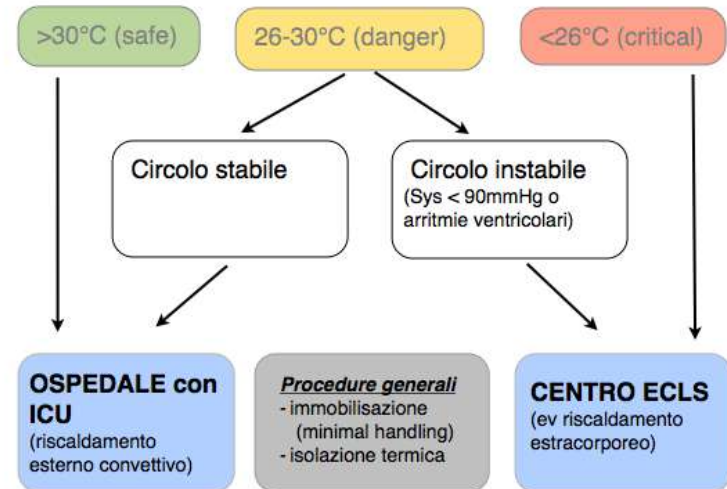 >30°C (safe)
26-30°C (danger)
<26°C (critical)
Circolo stabile
Circolo instabile
(Sys < 90mmHg o
arritmie ventricolari)
OSPEDALE con
ICU
(riscaldamento
esterno convettivo)
Procedure generali
- immobilisazione
(minimal handling)
- isolazione termica
CENTRO ECLS
(ev riscaldamento
estracorporeo)